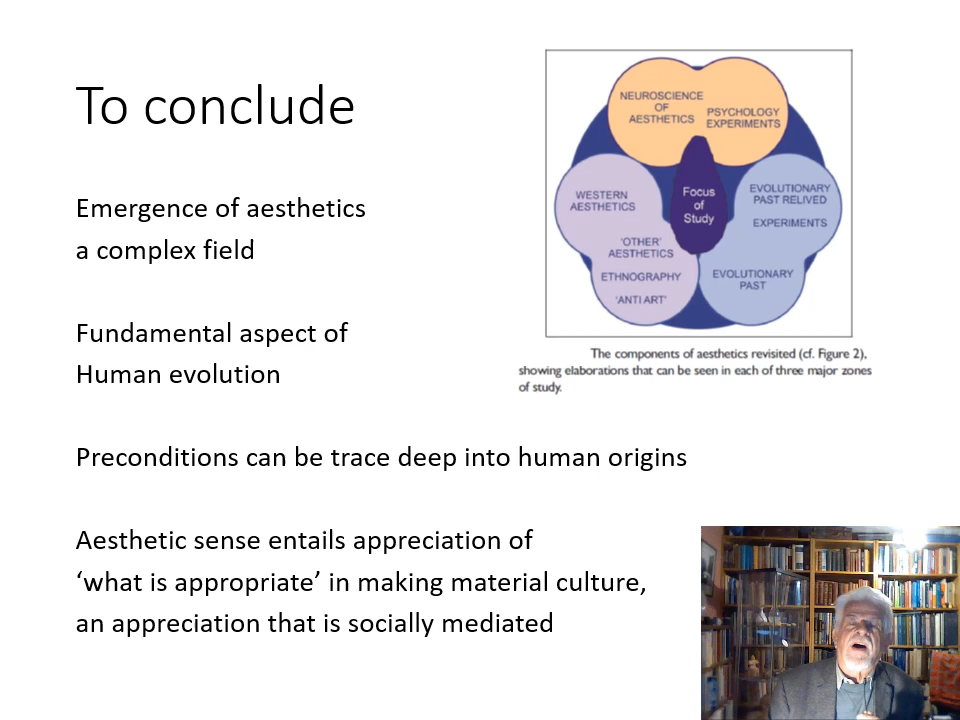 To conclude
Emergence of aesthetics
a complex field
Fundamental aspect of
Human evolution
Preconditions can be trace deep into human origins
Aesthetic sense entails appreciation of
‘what is appropriate’ in making material culture,
an appreciation that is socially mediated
NEUROSCIENCE
OF
AESTHETICS
PSYCHOLOGY
EXPERIMENTS
WESTERN
AESTHETICS
Focus
of
Study
EVOLUTIONARY
PAST RELIVED
EXPERIMENTS
‘OTHER’
AESTHETICS
ETHNOGRAPHY
‘ANTI ART’
EVOLUTIONARY
PAST
The components of aesthetics revisited (cf. Figure 2),
showing elaborations that can be seen in each of three major zones
of study.